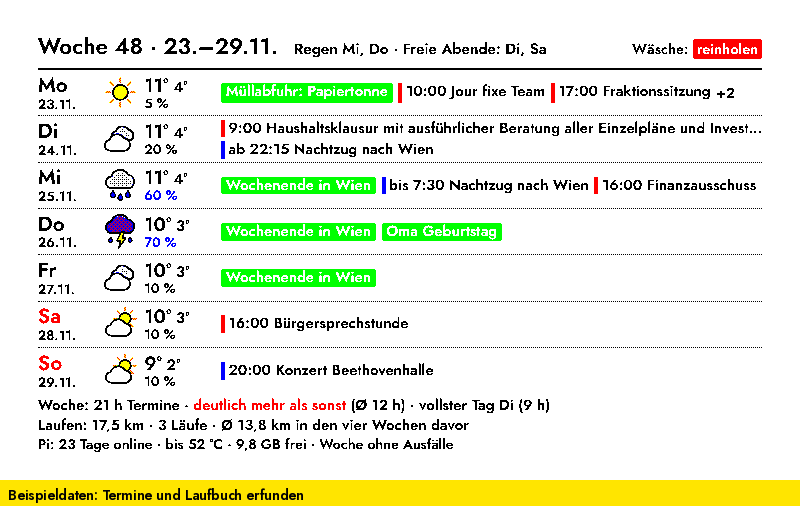 Woche 48 · 23.–29.11. Regen Mi, Do · Freie Abende: Di, Sa Wäsche: reinholen
Mo 11° 4° Müllabfuhr: Papiertonne 10:00 Jour fixe Team 17:00 Fraktionssitzung +2
23.11. 5 %
Di 11° 4° 9:00 Haushaltsklausur mit ausführlicher Beratung aller Einzelpläne und Invest...
24.11. 20 % ab 22:15 Nachtzug nach Wien
Mi 11° 4° Wochenende in Wien bis 7:30 Nachtzug nach Wien 16:00 Finanzausschuss
25.11. 60 %
Do 10° 3° Wochenende in Wien Oma Geburtstag
26.11. 70 %
Fr 10° 3° Wochenende in Wien
27.11. 10 %
Sa 10° 3° 16:00 Bürgersprechstunde
28.11. 10 %
So 9° 2° 20:00 Konzert Beethovenhalle
29.11. 10 %
Woche: 21 h Termine · deutlich mehr als sonst (Ø 12 h) · vollster Tag Di (9 h)
Laufen: 17,5 km · 3 Läufe · Ø 13,8 km in den vier Wochen davor
Pi: 23 Tage online · bis 52 °C · 9,8 GB frei · Woche ohne Ausfälle
Beispieldaten: Termine und Laufbuch erfunden